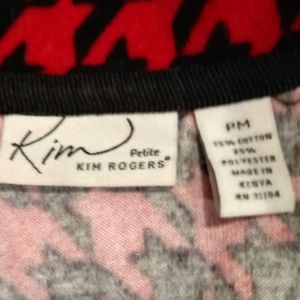 Kim
Petite
KIM ROGERS®
PM
75% COTTON
25%
POLYESTER
MADE IN
KENYA
RN 31104